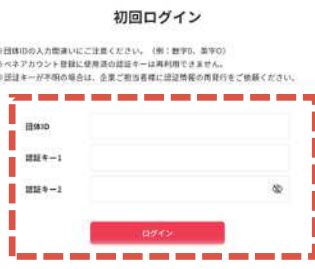 初回ログイン
※団体IDの入力間違いにご注意ください。（例：数字0、英字O）
※ベネアカウント登録に使用済の認証キーは再利用できません。
※認証キーが不明の場合は、企業ご担当者様に認証情報の再発行をご依頼ください。
団体ID
認証キー1
認証キー2
ログイン